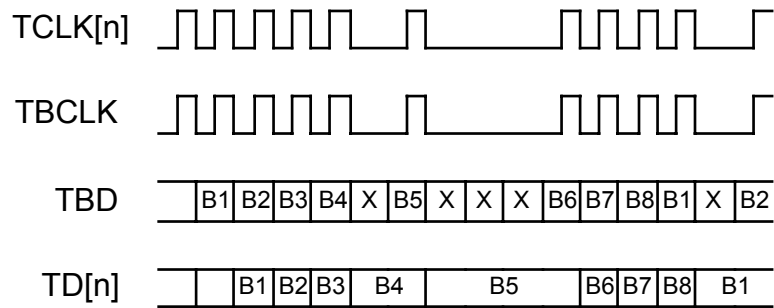 TCLK[n]
TBCLK
TBD B1 B2 B3 B4 X B5 X X X B6 B7 B8 B1 X B2
TD[n] B1 B2 B3 B4 B5 B6 B7 B8 B1